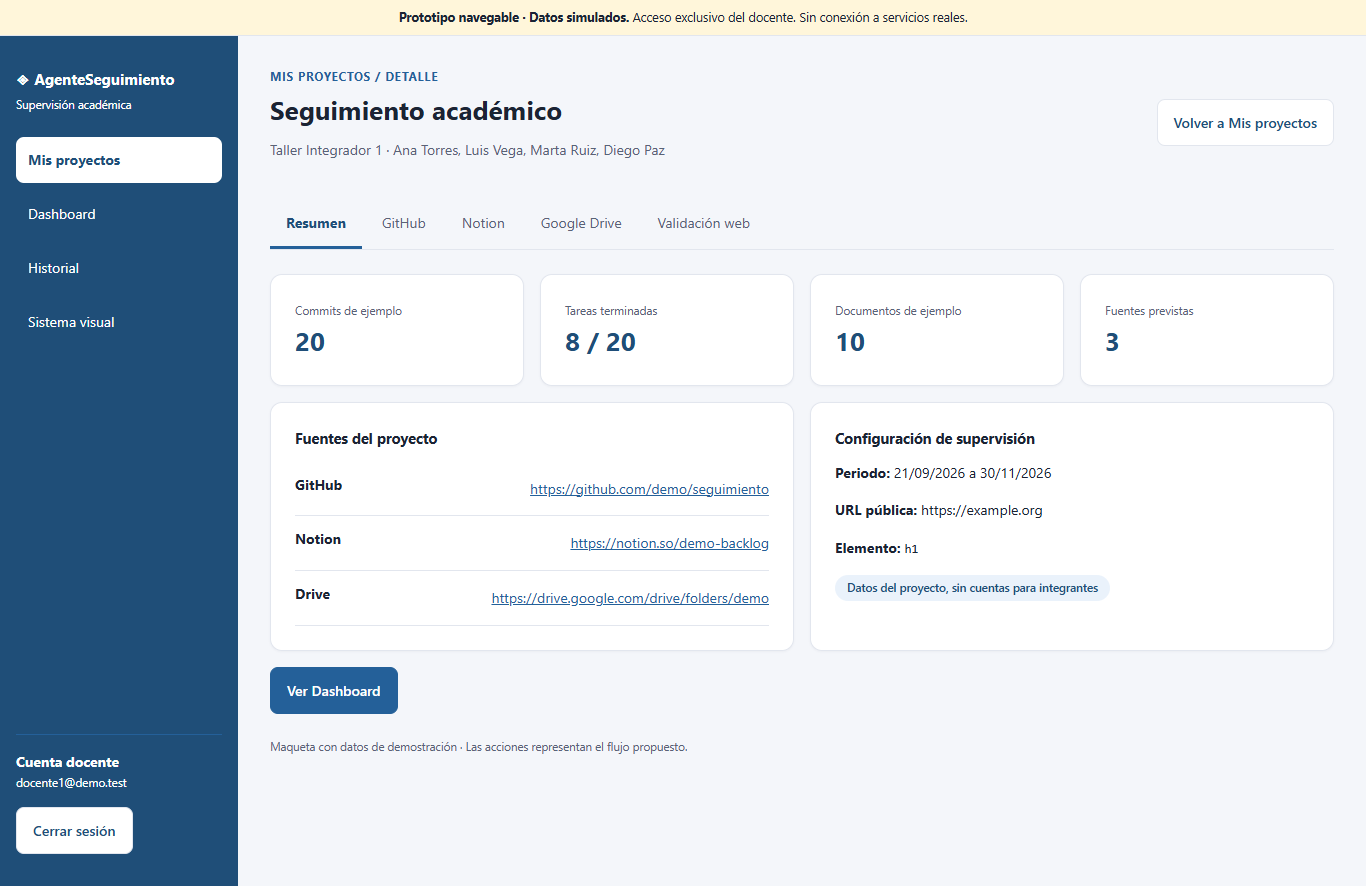 Prototipo navegable · Datos simulados. Acceso exclusivo del docente. Sin conexión a servicios reales.
◈ AgenteSeguimiento
Supervisión académica
Mis proyectos
Dashboard
Historial
Sistema visual
Cuenta docente
docente1@demo.test
Cerrar sesión
MIS PROYECTOS / DETALLE
Seguimiento académico
Taller Integrador 1 · Ana Torres, Luis Vega, Marta Ruiz, Diego Paz
Volver a Mis proyectos
Resumen GitHub Notion Google Drive Validación web
Commits de ejemplo
20
Tareas terminadas
8 / 20
Documentos de ejemplo
10
Fuentes previstas
3
Fuentes del proyecto
GitHub https://github.com/demo/seguimiento
Notion https://notion.so/demo-backlog
Drive https://drive.google.com/drive/folders/demo
Configuración de supervisión
Periodo: 21/09/2026 a 30/11/2026
URL pública: https://example.org
Elemento: h1
Datos del proyecto, sin cuentas para integrantes
Ver Dashboard
Maqueta con datos de demostración · Las acciones representan el flujo propuesto.